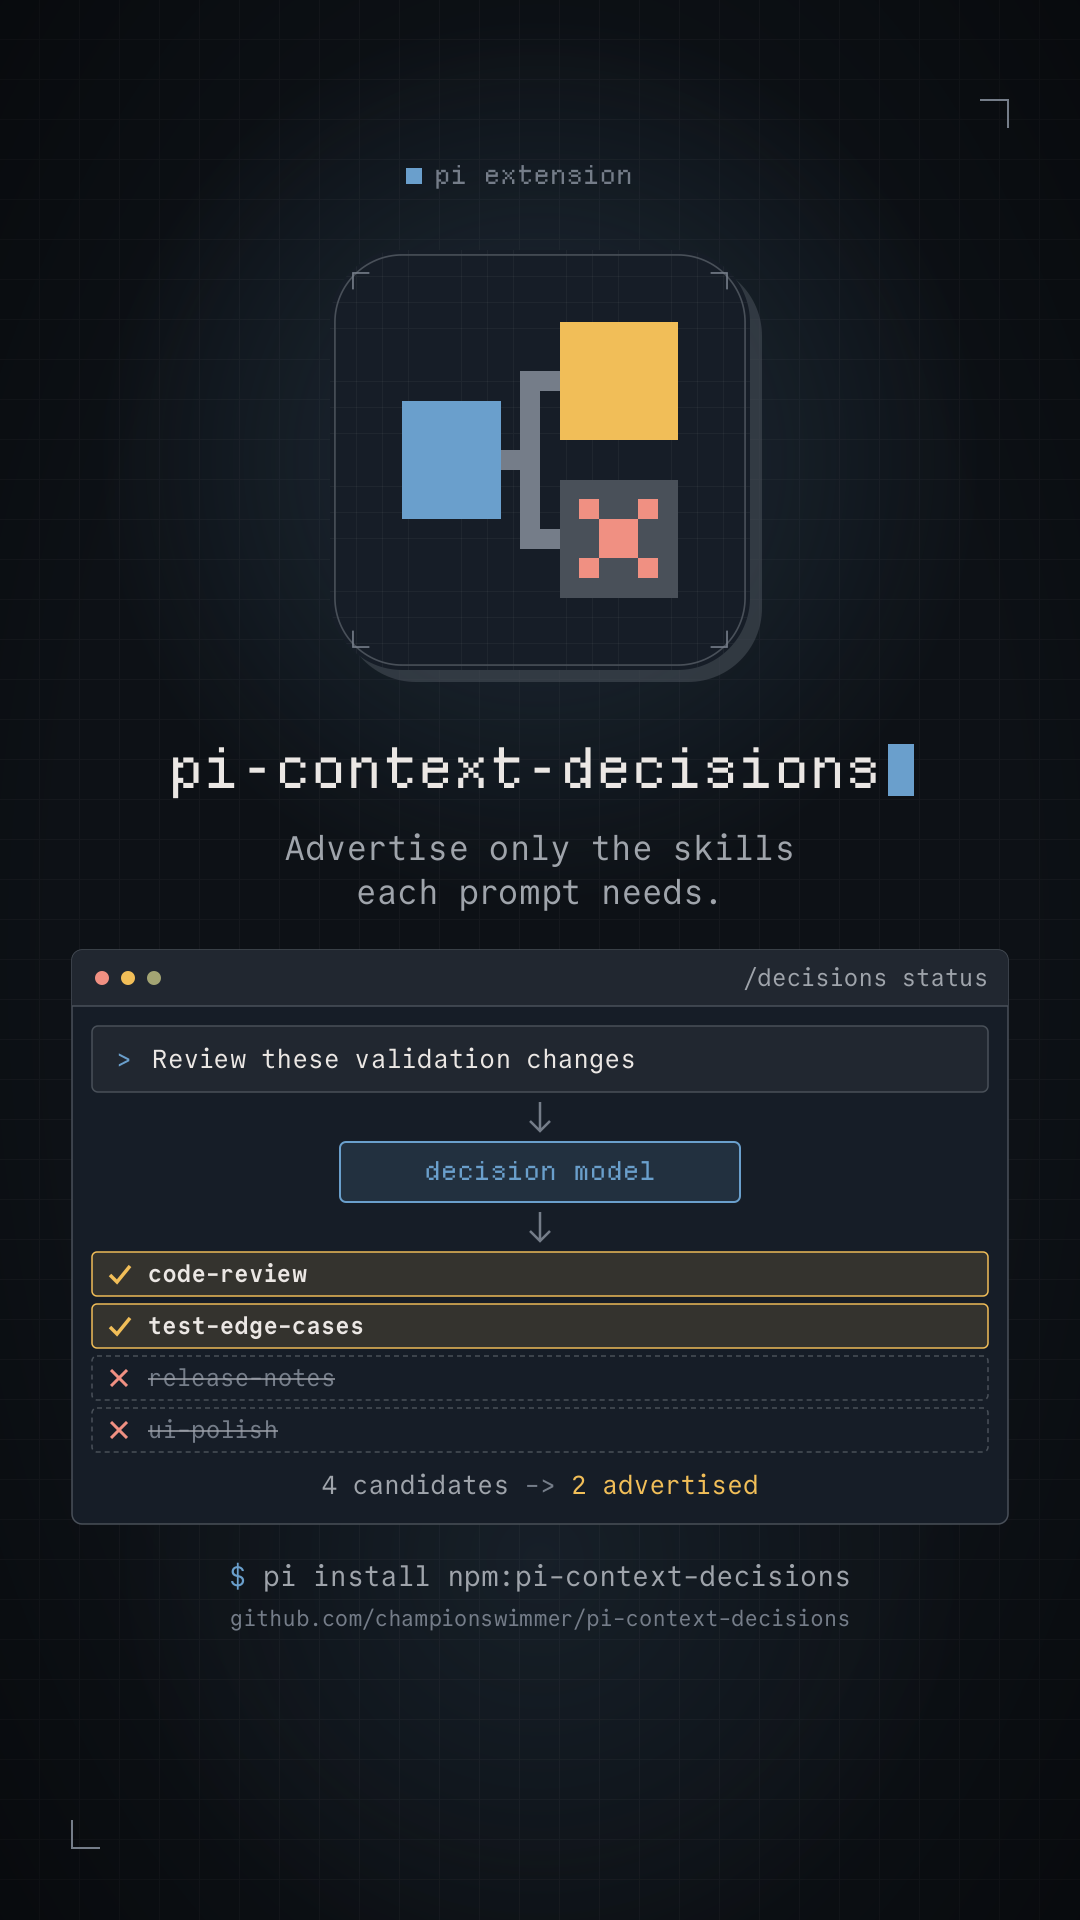 pi extension
pi-context-decisions
Advertise only the skills
each prompt needs.
/decisions status
> Review these validation changes
decision model
code-review
test-edge-cases
release-notes
ui-polish
4 candidates -> 2 advertised
$ pi install npm:pi-context-decisions
github.com/championswimmer/pi-context-decisions